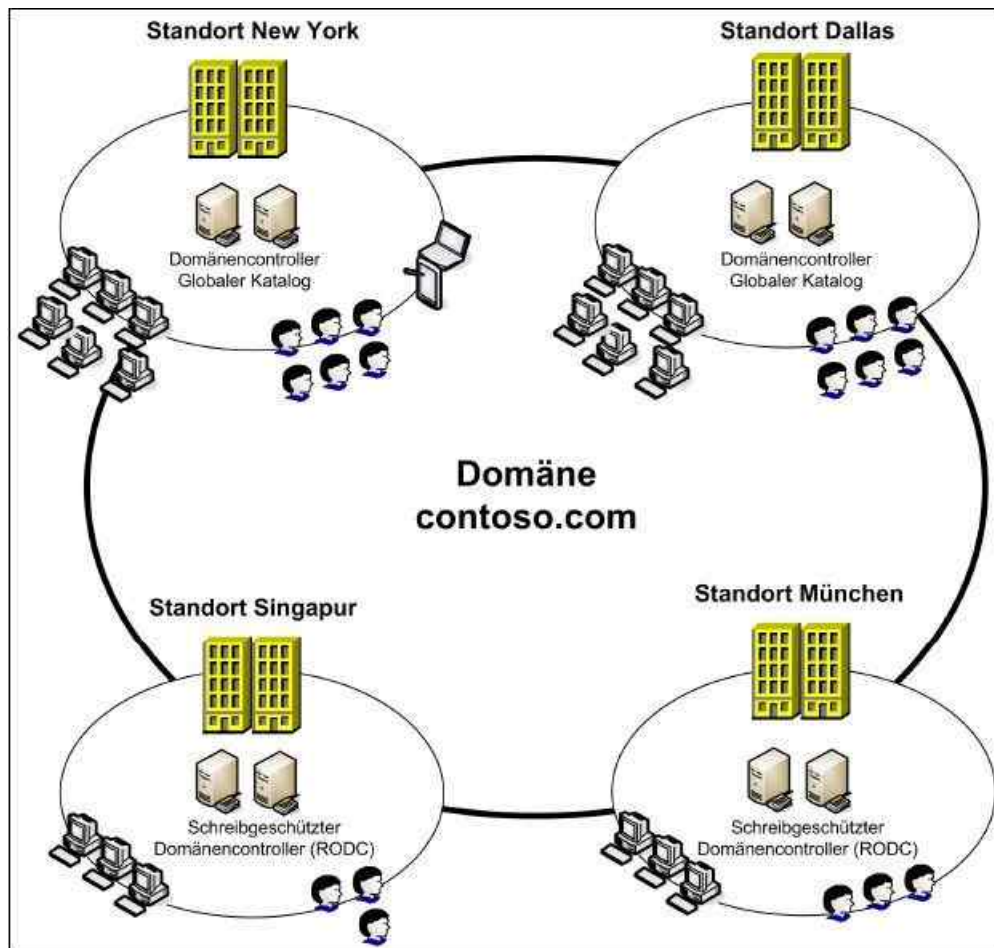 Standort New York
Standort Dallas
Domänencontroller
Globaler Katalog
Domänencontroller
Globaler Katalog
Domäne
contoso.com
Standort Singapur
Standort München
Schreibgeschützter
Domänencontroller (RODC)
Schreibgeschützter
Domänencontroller (RODC)